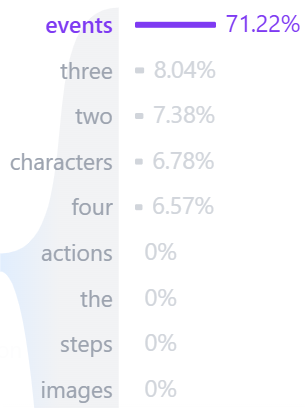 events 71.22%
three 8.04%
two 7.38%
characters 6.78%
four 6.57%
actions 0%
the 0%
steps 0%
images 0%